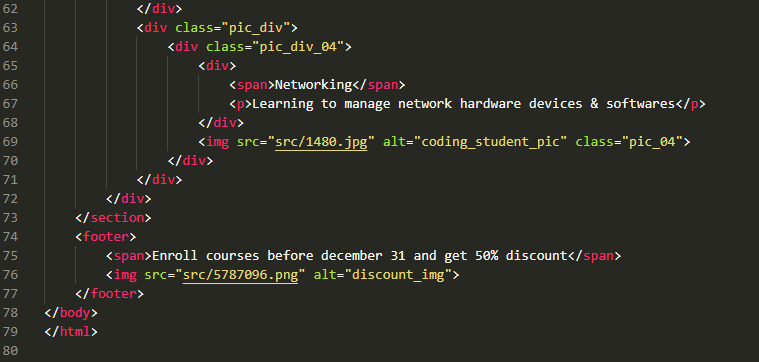 62 </div>
63 <div class="pic_div">
64 <div class="pic_div_04">
65 <div>
66 <span>Networking</span>
67 <p>Learning to manage network hardware devices & softwares</p>
68 </div>
69 <img src="src/1480.jpg" alt="coding_student_pic" class="pic_04">
70 </div>
71 </div>
72 </div>
73 </section>
74 <footer>
75 <span>Enroll courses before december 31 and get 50% discount</span>
76 <img src="src/5787096.png" alt="discount_img">
77 </footer>
78 </body>
79 </html>
80